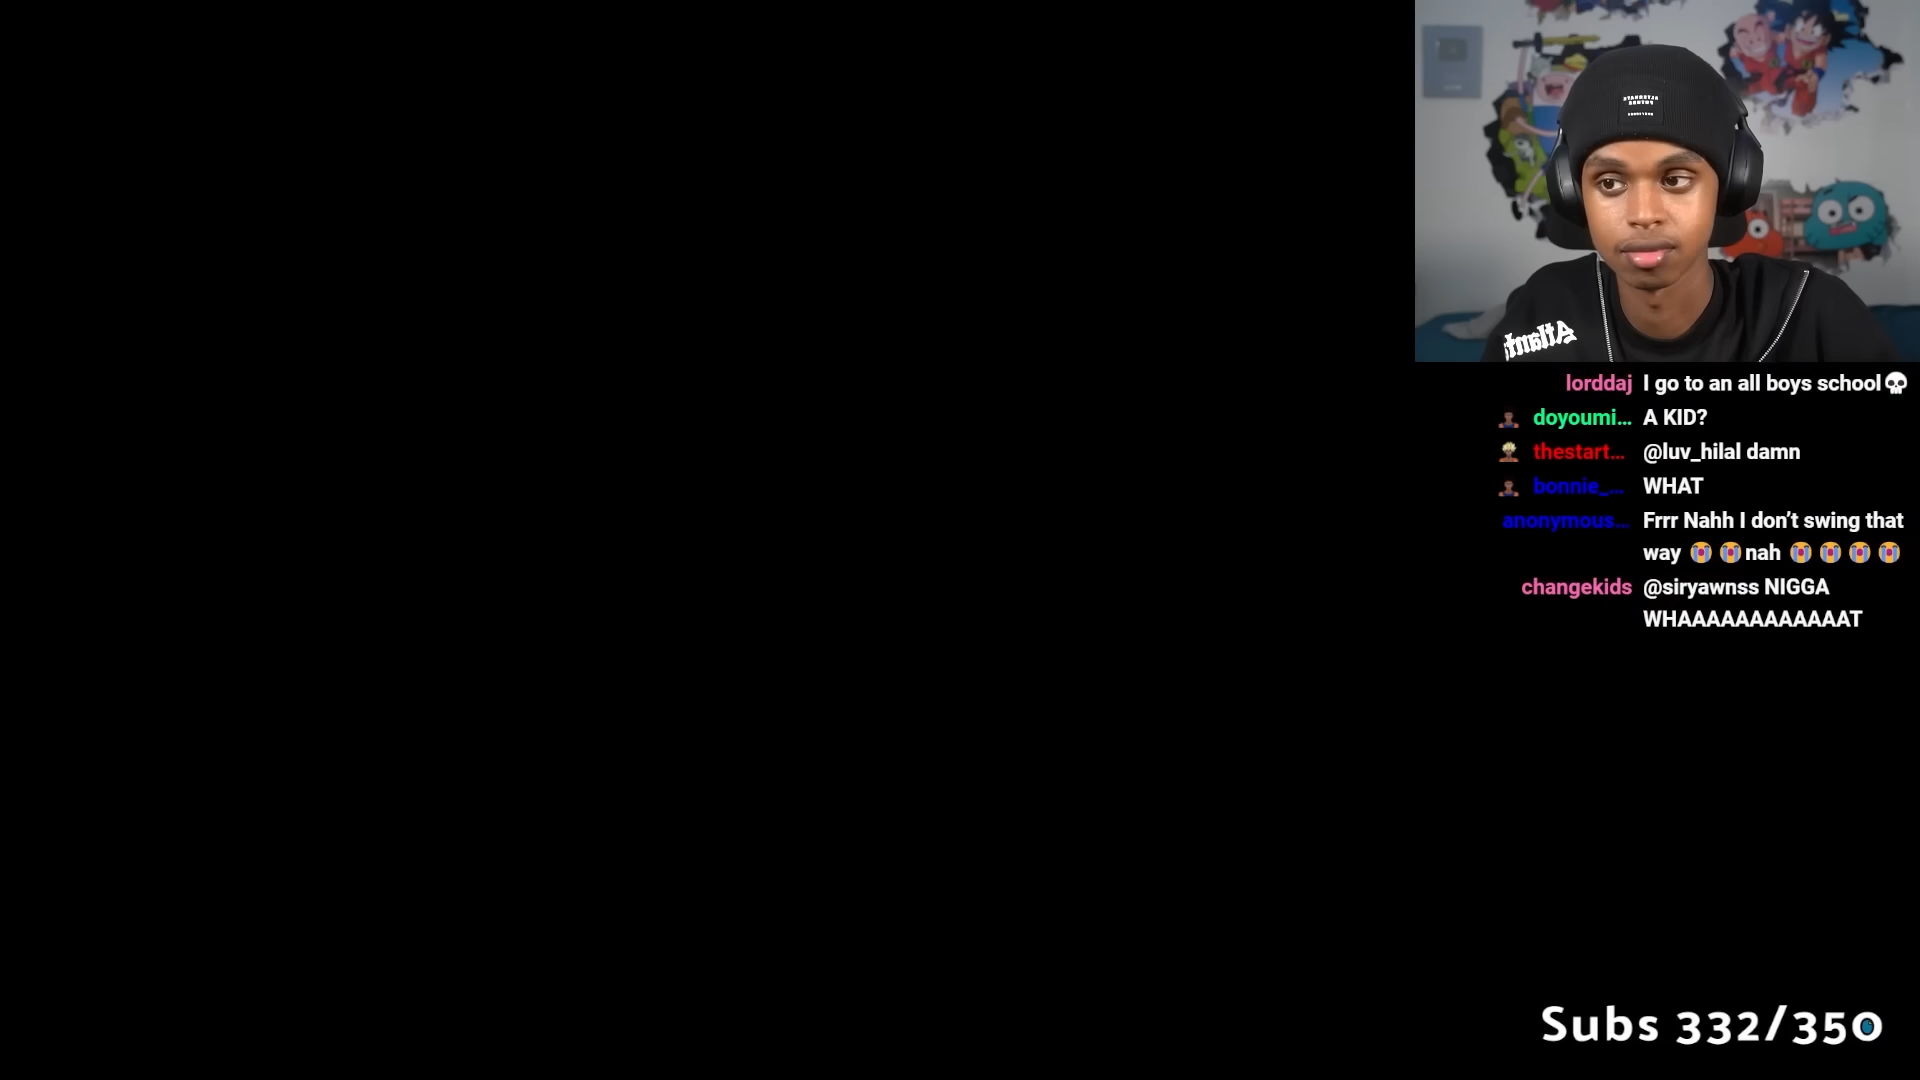 lorddaj I go to an all boys school💀
doyoumi... A KID?
thestart... @luv_hilal damn
bonnie_... WHAT
anonymous... Frrr Nahh I don’t swing that
way 😭 😭nah 😭 😭 😭 😭
changekids @siryawnss NIGGA
WHAAAAAAAAAAAAT
Subs 332/350